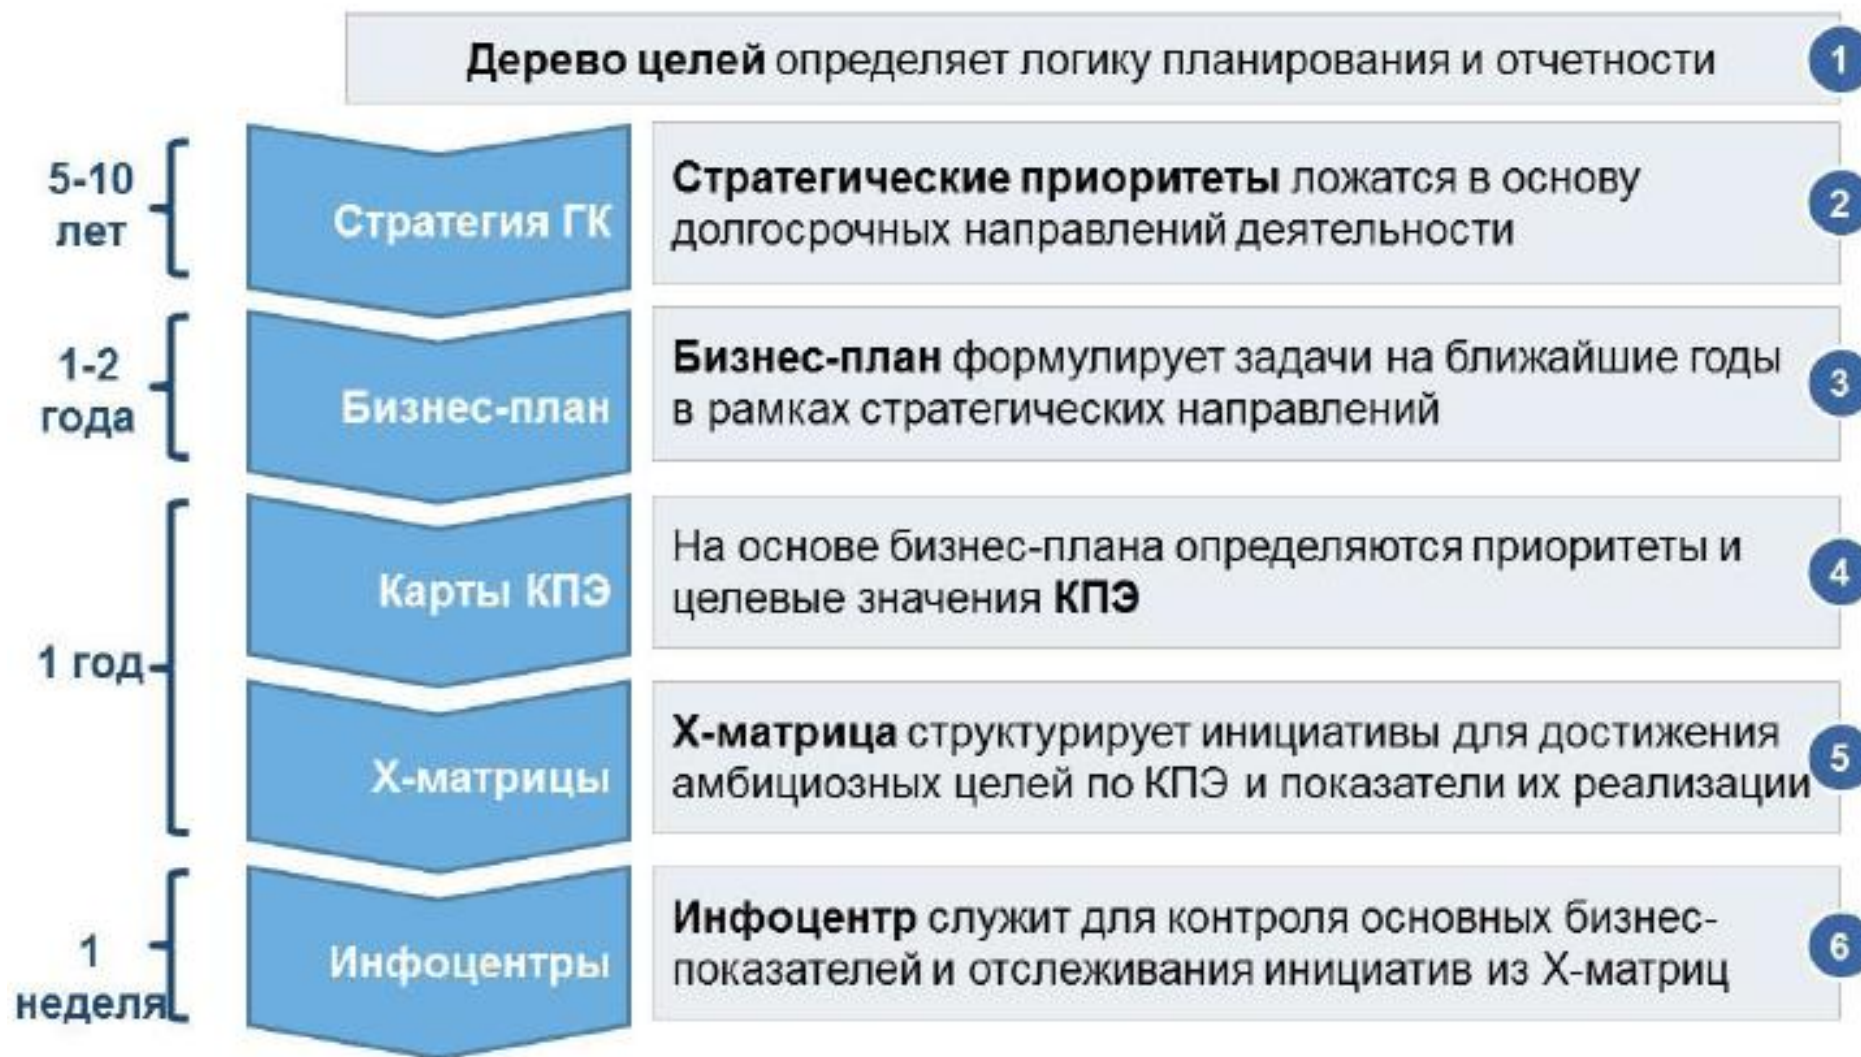 Дерево целей определяет логику планирования и отчетности
1
5-10
лет
Стратегия ГК
Стратегические приоритеты ложатся в основу
долгосрочных направлений деятельности
2
1-2
года
Бизнес-план
Бизнес-план формулирует задачи на ближайшие годы
в рамках стратегических направлений
3
1 год
Карты КПЭ
На основе бизнес-плана определяются приоритеты и
целевые значения КПЭ
4
Х-матрицы
Х-матрица структурирует инициативы для достижения
амбициозных целей по КПЭ и показатели их реализации
5
1
неделя
Инфоцентры
Инфоцентр служит для контроля основных бизнес-
показателей и отслеживания инициатив из Х-матриц
6